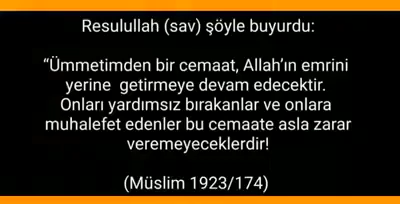 Resulullah (sav) şöyle buyurdu:
“Ümmetimden bir cemaat, Allah’ın emrini
yerine getirmeye devam edecektir.
Onları yardımsız bırakanlar ve onlara
muhalefet edenler bu cemaate asla zarar
veremeyeceklerdir!
(Müslim 1923/174)